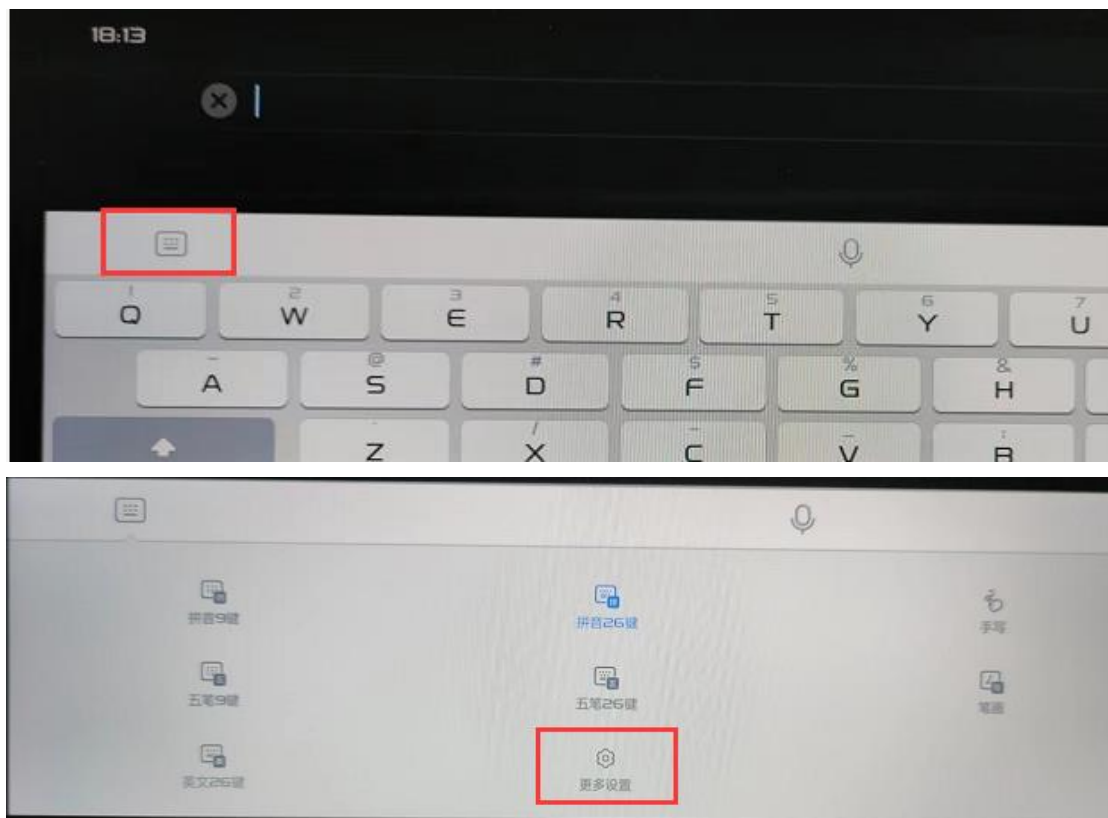 18:13
1 2 3 4 5 6 7
Q W E R T Y U
– @ # $ % &
A S D F G H
Z X C V B
拼音9键 拼音26键 手写
五笔9键 五笔26键 笔画
英文26键 更多设置